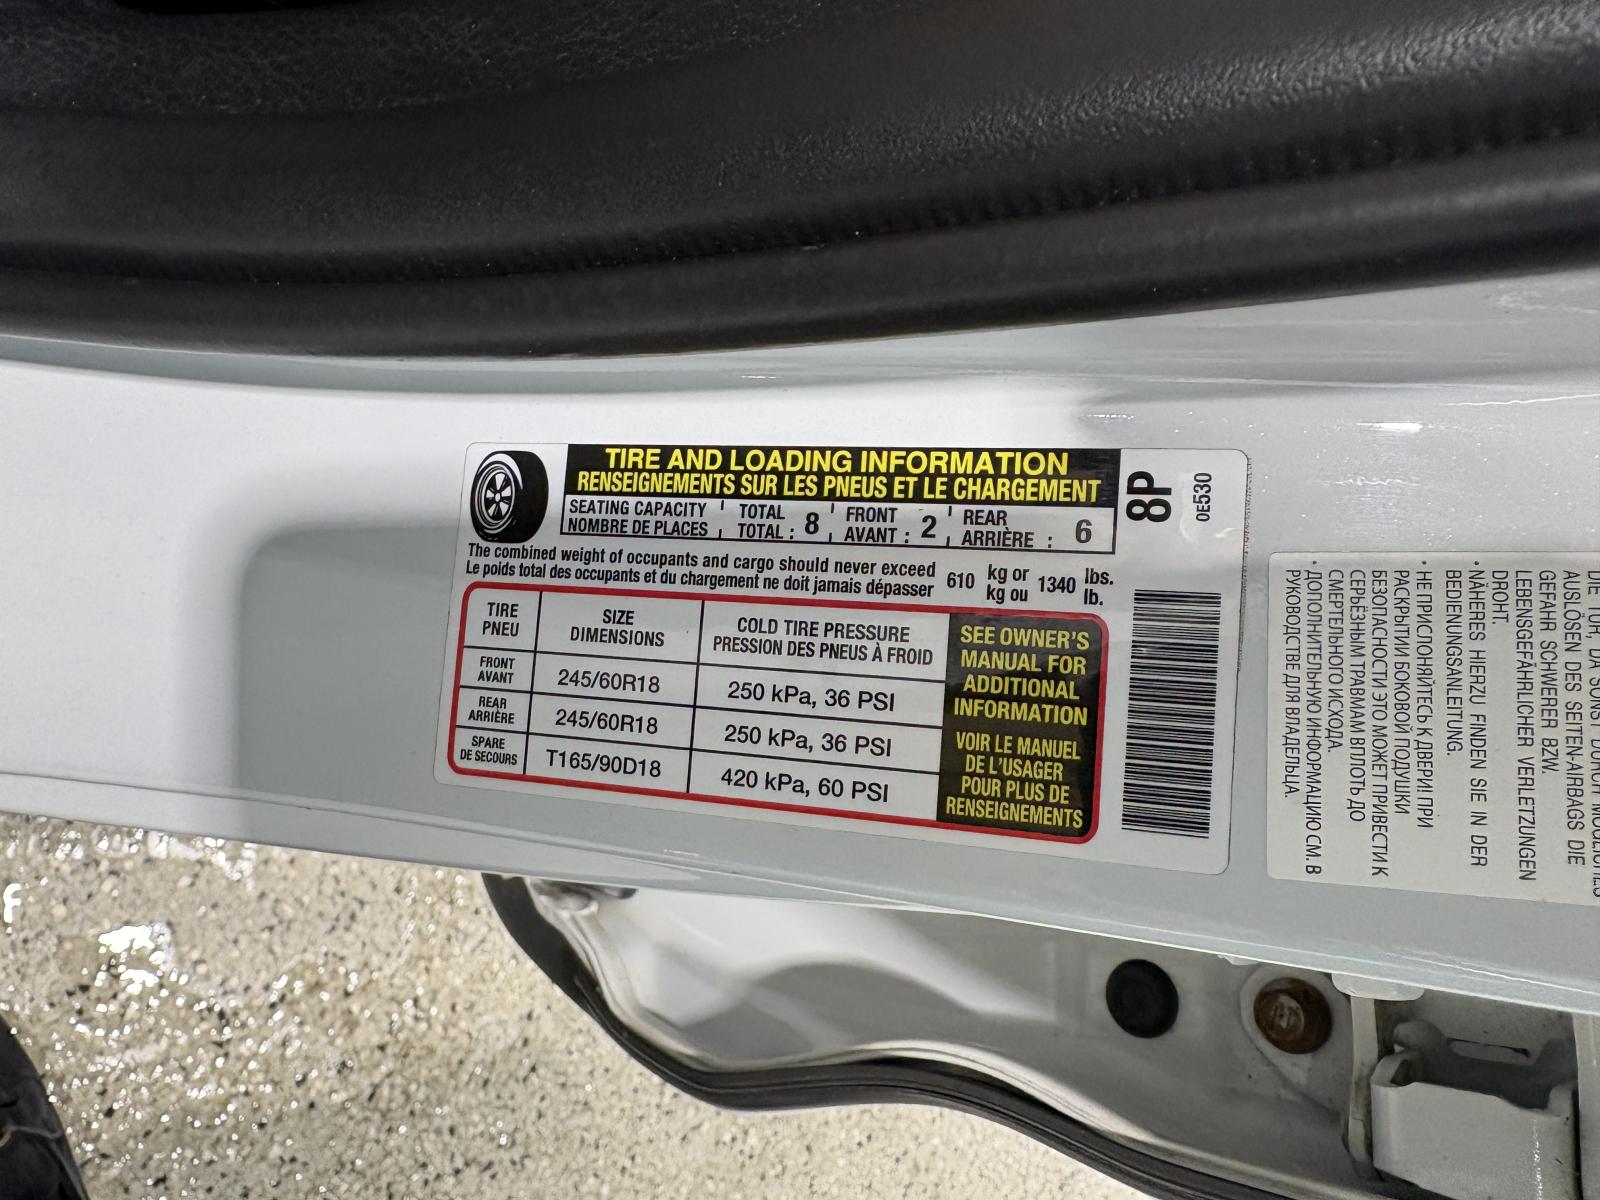 TIRE AND LOADING INFORMATION
RENSEIGNEMENTS SUR LES PNEUS ET LE CHARGEMENT
SEATING CAPACITY TOTAL FRONT REAR
NOMBRE DE PLACES TOTAL : 8 AVANT : 2 ARRIÈRE : 6
The combined weight of occupants and cargo should never exceed 610 kg or 1340 lbs.
Le poids total des occupants et du chargement ne doit jamais dépasser kg ou lb.
TIRE SIZE COLD TIRE PRESSURE
PNEU DIMENSIONS PRESSION DES PNEUS À FROID
FRONT
AVANT 245/60R18 250 kPa, 36 PSI
REAR
ARRIÈRE 245/60R18 250 kPa, 36 PSI
SPARE
DE SECOURS T165/90D18 420 kPa, 60 PSI
SEE OWNER'S
MANUAL FOR
ADDITIONAL
INFORMATION
VOIR LE MANUEL
DE L'USAGER
POUR PLUS DE
RENSEIGNEMENTS
8P
0E530
AUSLÖSEN DES SEITEN-AIRBAGS DIE
GEFAHR SCHWERER BZW.
LEBENSGEFÄHRLICHER VERLETZUNGEN
DROHT.
• NÄHERES HIERZU FINDEN SIE IN DER
BEDIENUNGSANLEITUNG.
• НЕ ПРИСЛОНЯЙТЕСЬ К ДВЕРИ! ПРИ
РАСКРЫТИИ БОКОВОЙ ПОДУШКИ
БЕЗОПАСНОСТИ ЭТО МОЖЕТ ПРИВЕСТИ К
СЕРЬЁЗНЫМ ТРАВМАМ ВПЛОТЬ ДО
СМЕРТЕЛЬНОГО ИСХОДА.
• ДОПОЛНИТЕЛЬНУЮ ИНФОРМАЦИЮ СМ. В
РУКОВОДСТВЕ ДЛЯ ВЛАДЕЛЬЦА.